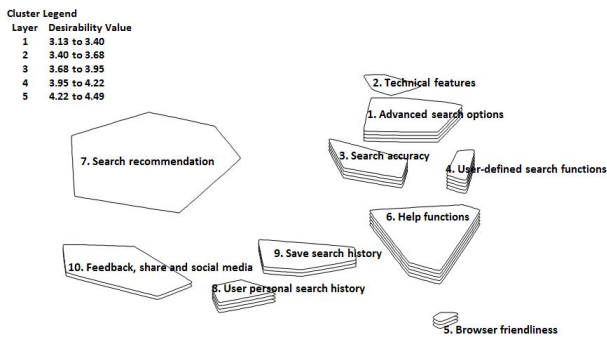 Cluster Legend
Layer Desirability Value
1 3.13 to 3.40
2 3.40 to 3.68
3 3.68 to 3.95
4 3.95 to 4.22
5 4.22 to 4.49
2. Technical features
1. Advanced search options
3. Search accuracy
7. Search recommendation
4. User-defined search functions
6. Help functions
9. Save search history
10. Feedback, share and social media
8. User personal search history
5. Browser friendliness